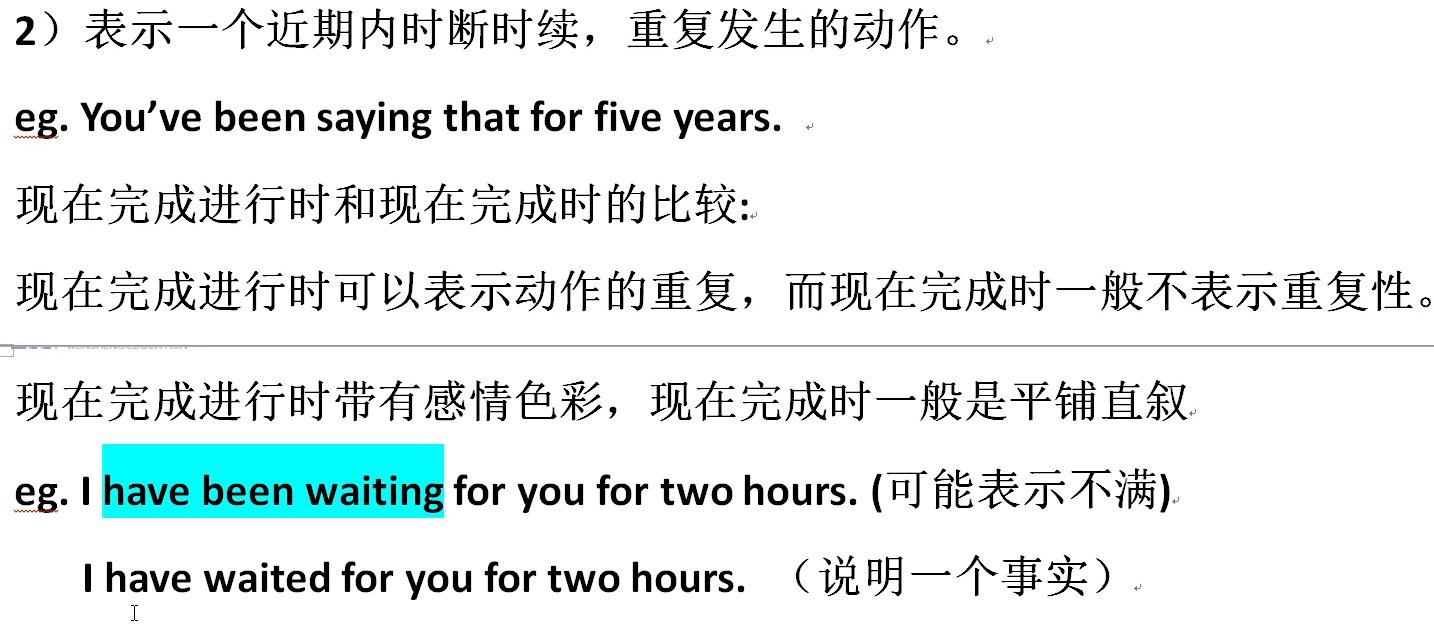 2）表示一个近期内时断时续，重复发生的动作。
eg. You’ve been saying that for five years.
现在完成进行时和现在完成时的比较:
现在完成进行时可以表示动作的重复，而现在完成时一般不表示重复性。
现在完成进行时带有感情色彩，现在完成时一般是平铺直叙
eg. I have been waiting for you for two hours. (可能表示不满)
I have waited for you for two hours. （说明一个事实）